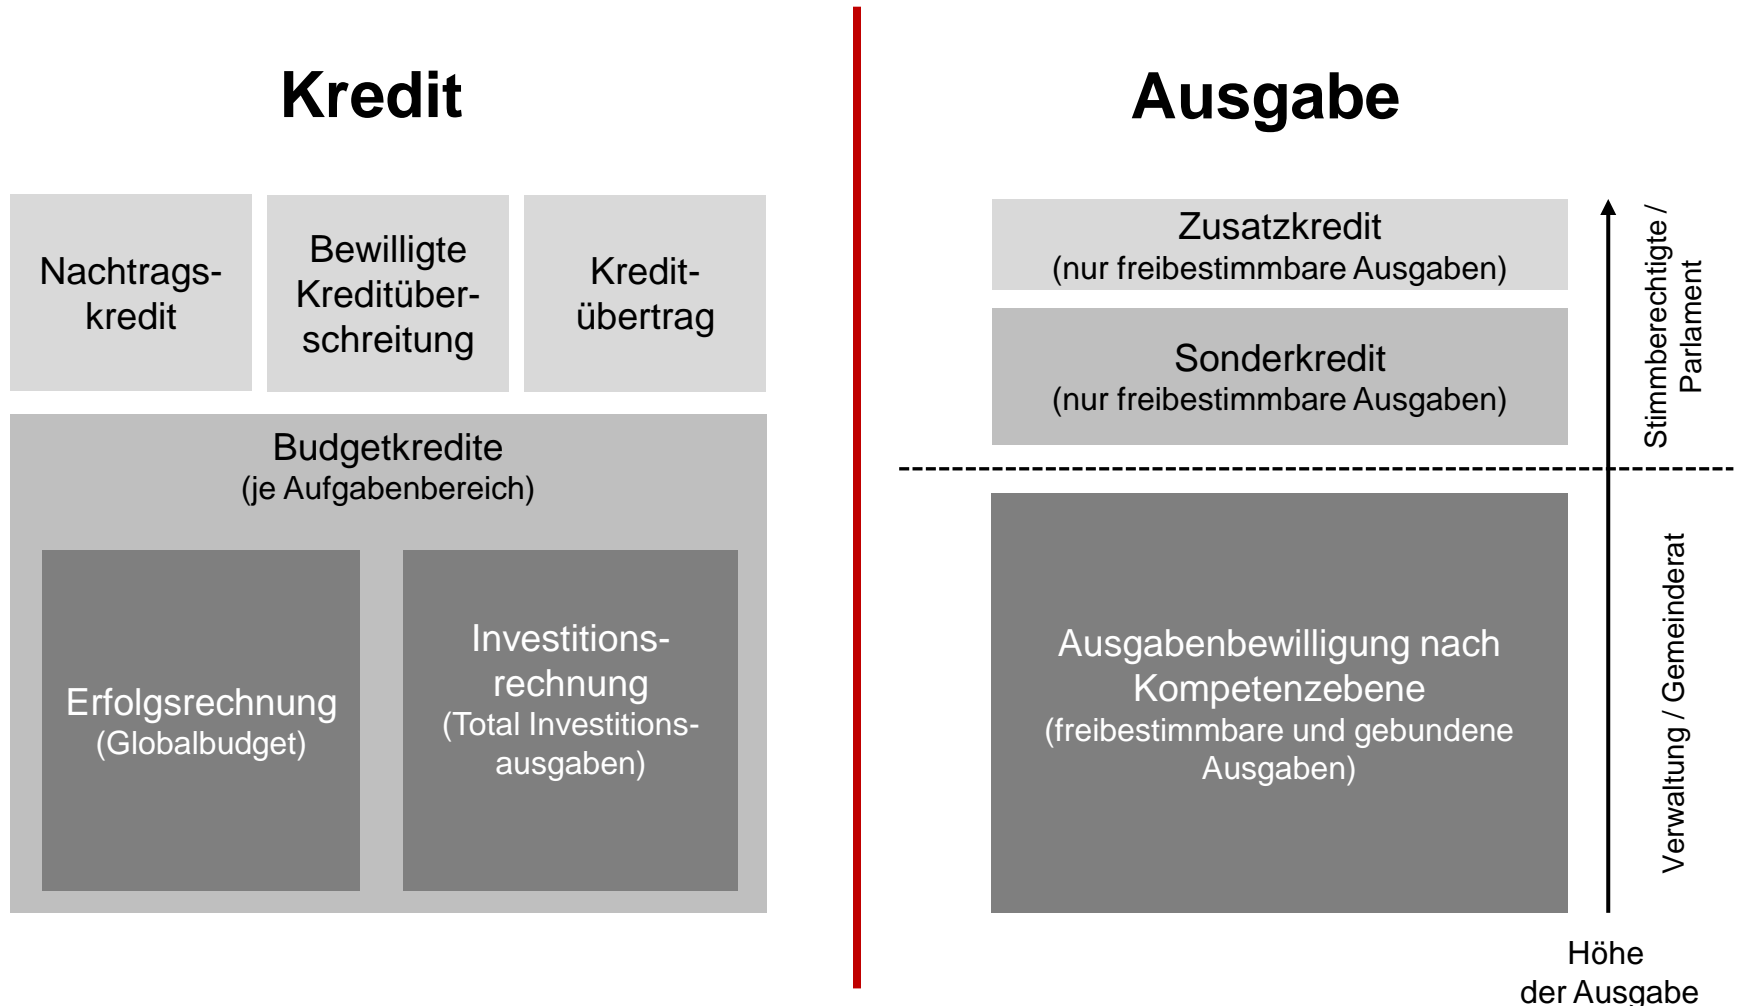 Kredit
Nachtrags-
kredit
Bewilligte
Kreditüber-
schreitung
Kredit-
übertrag
Budgetkredite
(je Aufgabenbereich)
Erfolgsrechnung
(Globalbudget)
Investitions-
rechnung
(Total Investitions-
ausgaben)
Ausgabe
Zusatzkredit
(nur freibestimmbare Ausgaben)
Sonderkredit
(nur freibestimmbare Ausgaben)
Ausgabenbewilligung nach
Kompetenzebene
(freibestimmbare und gebundene
Ausgaben)
Stimmberechtigte /
Parlament
Verwaltung / Gemeinderat
Höhe
der Ausgabe